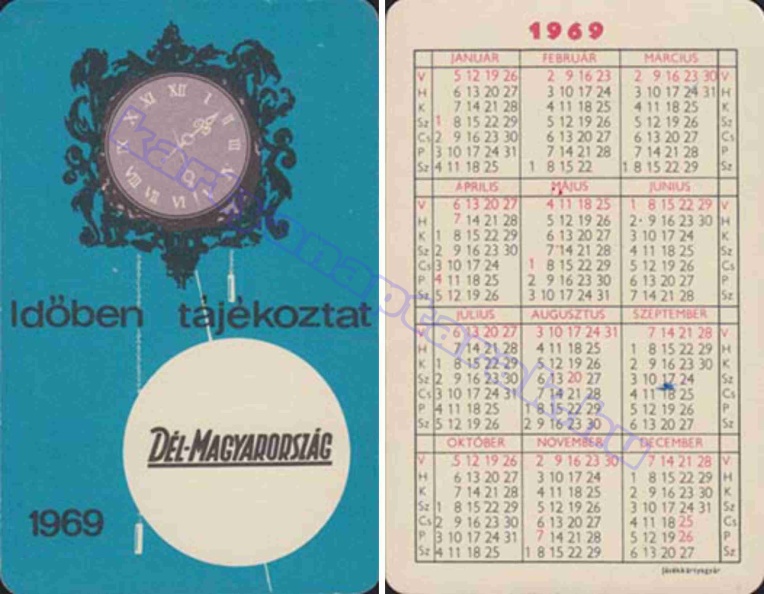 XII I II V VI VII VIII IX XI
Időben tájékoztat
DÉL-MAGYARORSZÁG
1969
1969
JANUÁR FEBRUÁR MÁRCIUS
V 5 12 19 26 2 9 16 23 2 9 16 23 30 V
H 6 13 20 27 3 10 17 24 3 10 17 24 31 H
K 7 14 21 28 4 11 18 25 4 11 18 25 K
Sz 1 8 15 22 29 5 12 19 26 5 12 19 26 Sz
Cs 2 9 16 23 30 6 13 20 27 6 13 20 27 Cs
P 3 10 17 24 31 7 14 21 28 7 14 21 28 P
Sz 4 11 18 25 1 8 15 22 1 8 15 22 29 Sz
ÁPRILIS MÁJUS JUNIUS
V 6 13 20 27 4 11 18 25 1 8 15 22 29 V
H 7 14 21 28 5 12 19 26 2 9 16 23 30 H
K 1 8 15 22 29 6 13 20 27 3 10 17 24 K
Sz 2 9 16 23 30 7 14 21 28 4 11 18 25 Sz
Cs 3 10 17 24 1 8 15 22 29 5 12 19 26 Cs
P 4 11 18 25 2 9 16 23 30 6 13 20 27 P
Sz 5 12 19 26 3 10 17 24 31 7 14 21 28 Sz
JÚLIUS AUGUSZTUS SZEPTEMBER
V 6 13 20 27 3 10 17 24 31 7 14 21 28 V
H 7 14 21 28 4 11 18 25 1 8 15 22 29 H
K 1 8 15 22 29 5 12 19 26 2 9 16 23 30 K
Sz 2 9 16 23 30 6 13 20 27 3 10 17 24 Sz
Cs 3 10 17 24 31 7 14 21 28 4 11 18 25 Cs
P 4 11 18 25 1 8 15 22 29 5 12 19 26 P
Sz 5 12 19 26 2 9 16 23 30 6 13 20 27 Sz
OKTÓBER NOVEMBER DECEMBER
V 5 12 19 26 2 9 16 23 30 7 14 21 28 V
H 6 13 20 27 3 10 17 24 1 8 15 22 29 H
K 7 14 21 28 4 11 18 25 2 9 16 23 30 K
Sz 1 8 15 22 29 5 12 19 26 3 10 17 24 31 Sz
Cs 2 9 16 23 30 6 13 20 27 4 11 18 25 Cs
P 3 10 17 24 31 7 14 21 28 5 12 19 26 P
Sz 4 11 18 25 1 8 15 22 29 6 13 20 27 Sz
Játékkártyagyár
kartyanaptarok.hu